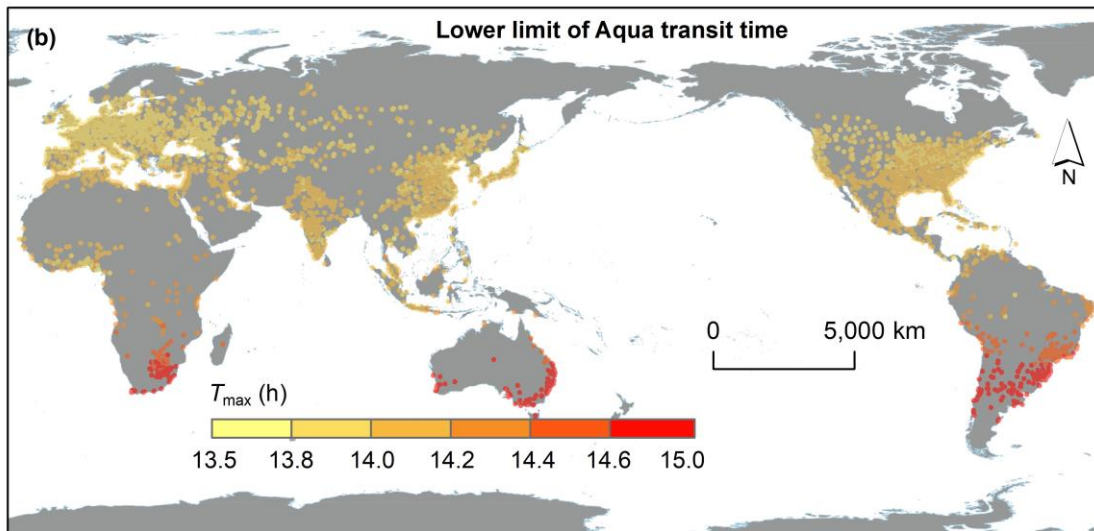 (b)
Lower limit of Aqua transit time
N
0 5,000 km
Tmax (h)
13.5 13.8 14.0 14.2 14.4 14.6 15.0